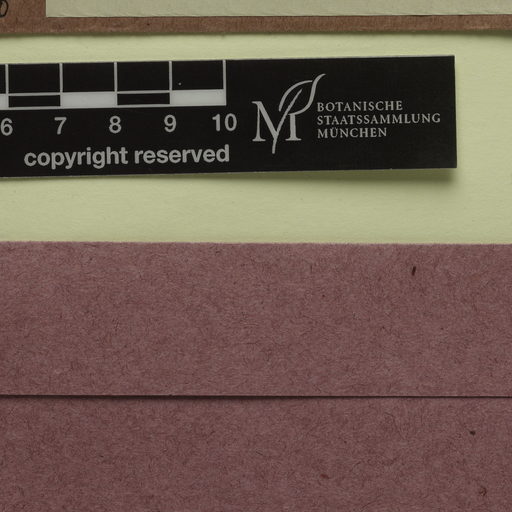 6 7 8 9 10
copyright reserved
M BOTANISCHE
STAATSSAMMLUNG
MÜNCHEN